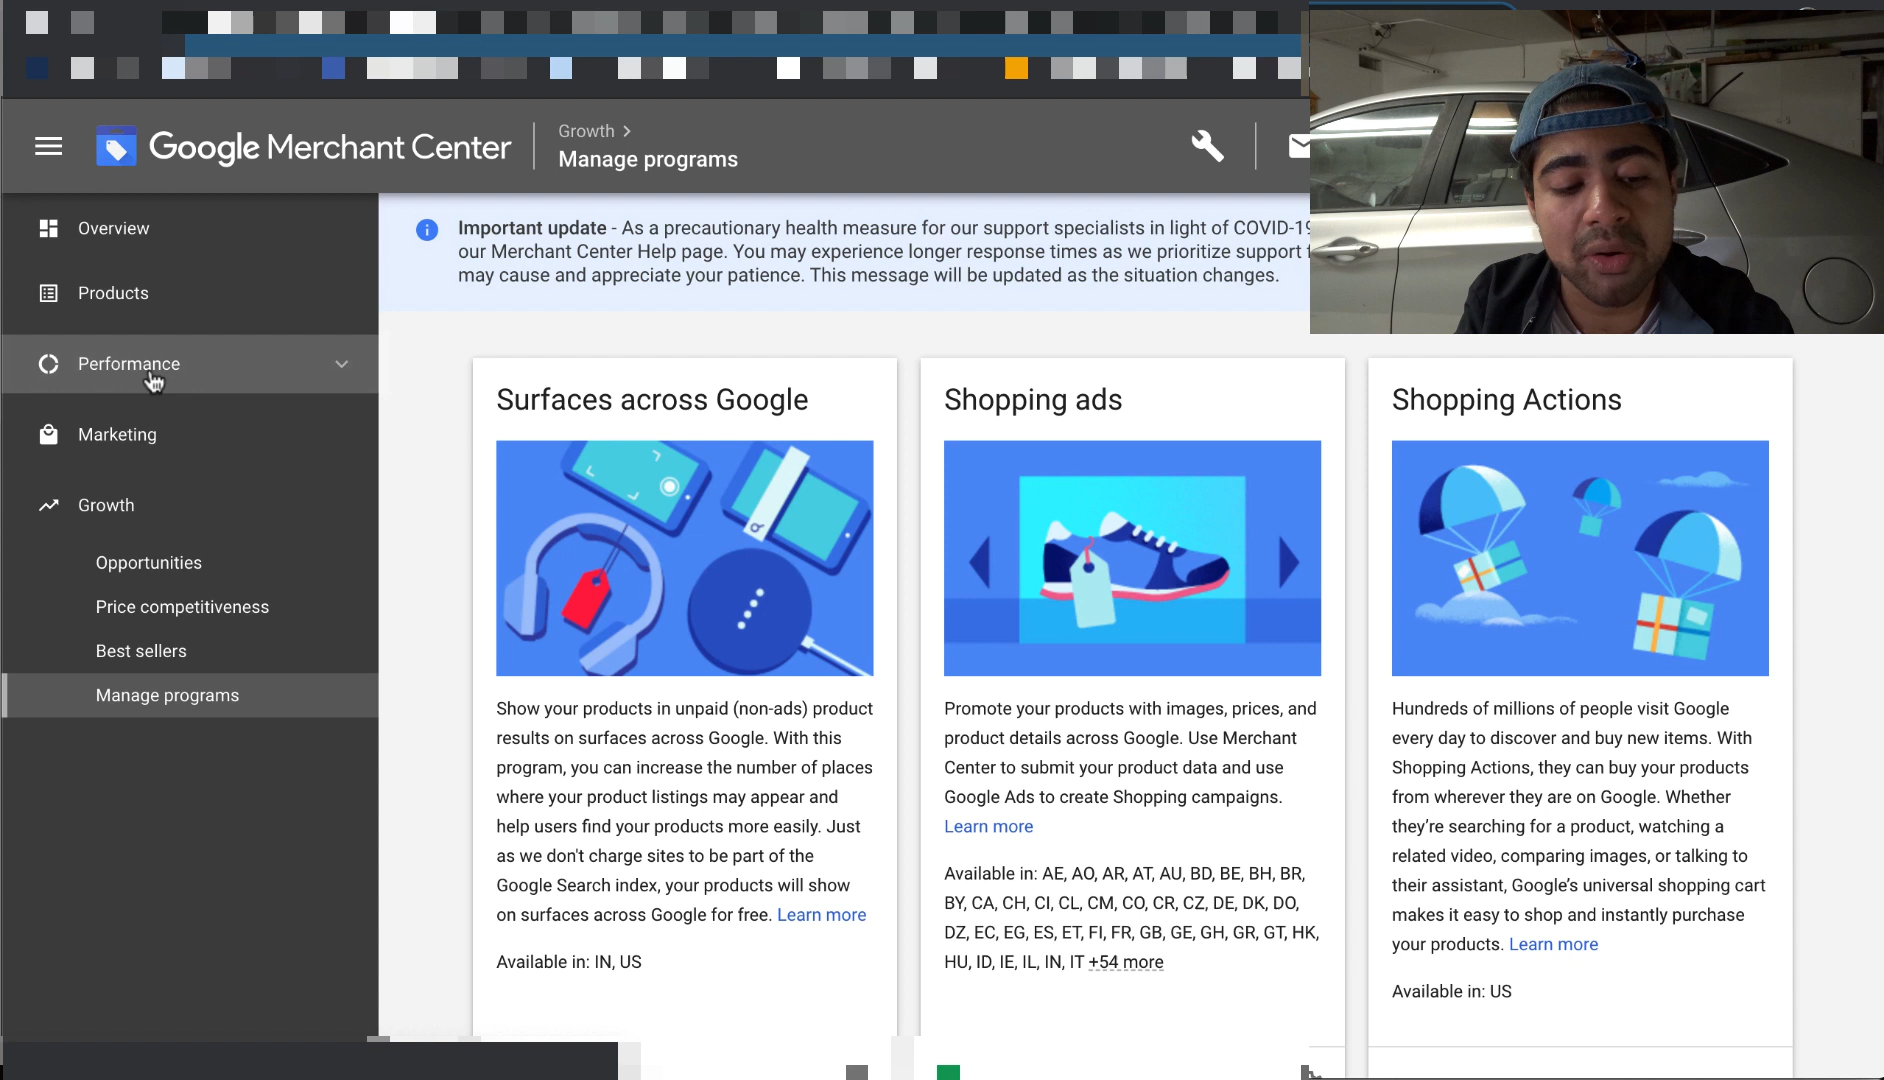 Google Merchant Center
Growth >
Manage programs
Overview
Products
Performance
Marketing
Growth
Opportunities
Price competitiveness
Best sellers
Manage programs
Important update - As a precautionary health measure for our support specialists in light of COVID-19
our Merchant Center Help page. You may experience longer response times as we prioritize support
may cause and appreciate your patience. This message will be updated as the situation changes.
Surfaces across Google
Show your products in unpaid (non-ads) product
results on surfaces across Google. With this
program, you can increase the number of places
where your product listings may appear and
help users find your products more easily. Just
as we don't charge sites to be part of the
Google Search index, your products will show
on surfaces across Google for free. Learn more
Available in: IN, US
Shopping ads
Promote your products with images, prices, and
product details across Google. Use Merchant
Center to submit your product data and use
Google Ads to create Shopping campaigns.
Learn more
Available in: AE, AO, AR, AT, AU, BD, BE, BH, BR,
BY, CA, CH, CI, CL, CM, CO, CR, CZ, DE, DK, DO,
DZ, EC, EG, ES, ET, FI, FR, GB, GE, GH, GR, GT, HK,
HU, ID, IE, IL, IN, IT +54 more
Shopping Actions
Hundreds of millions of people visit Google
every day to discover and buy new items. With
Shopping Actions, they can buy your products
from wherever they are on Google. Whether
they're searching for a product, watching a
related video, comparing images, or talking to
their assistant, Google's universal shopping cart
makes it easy to shop and instantly purchase
your products. Learn more
Available in: US